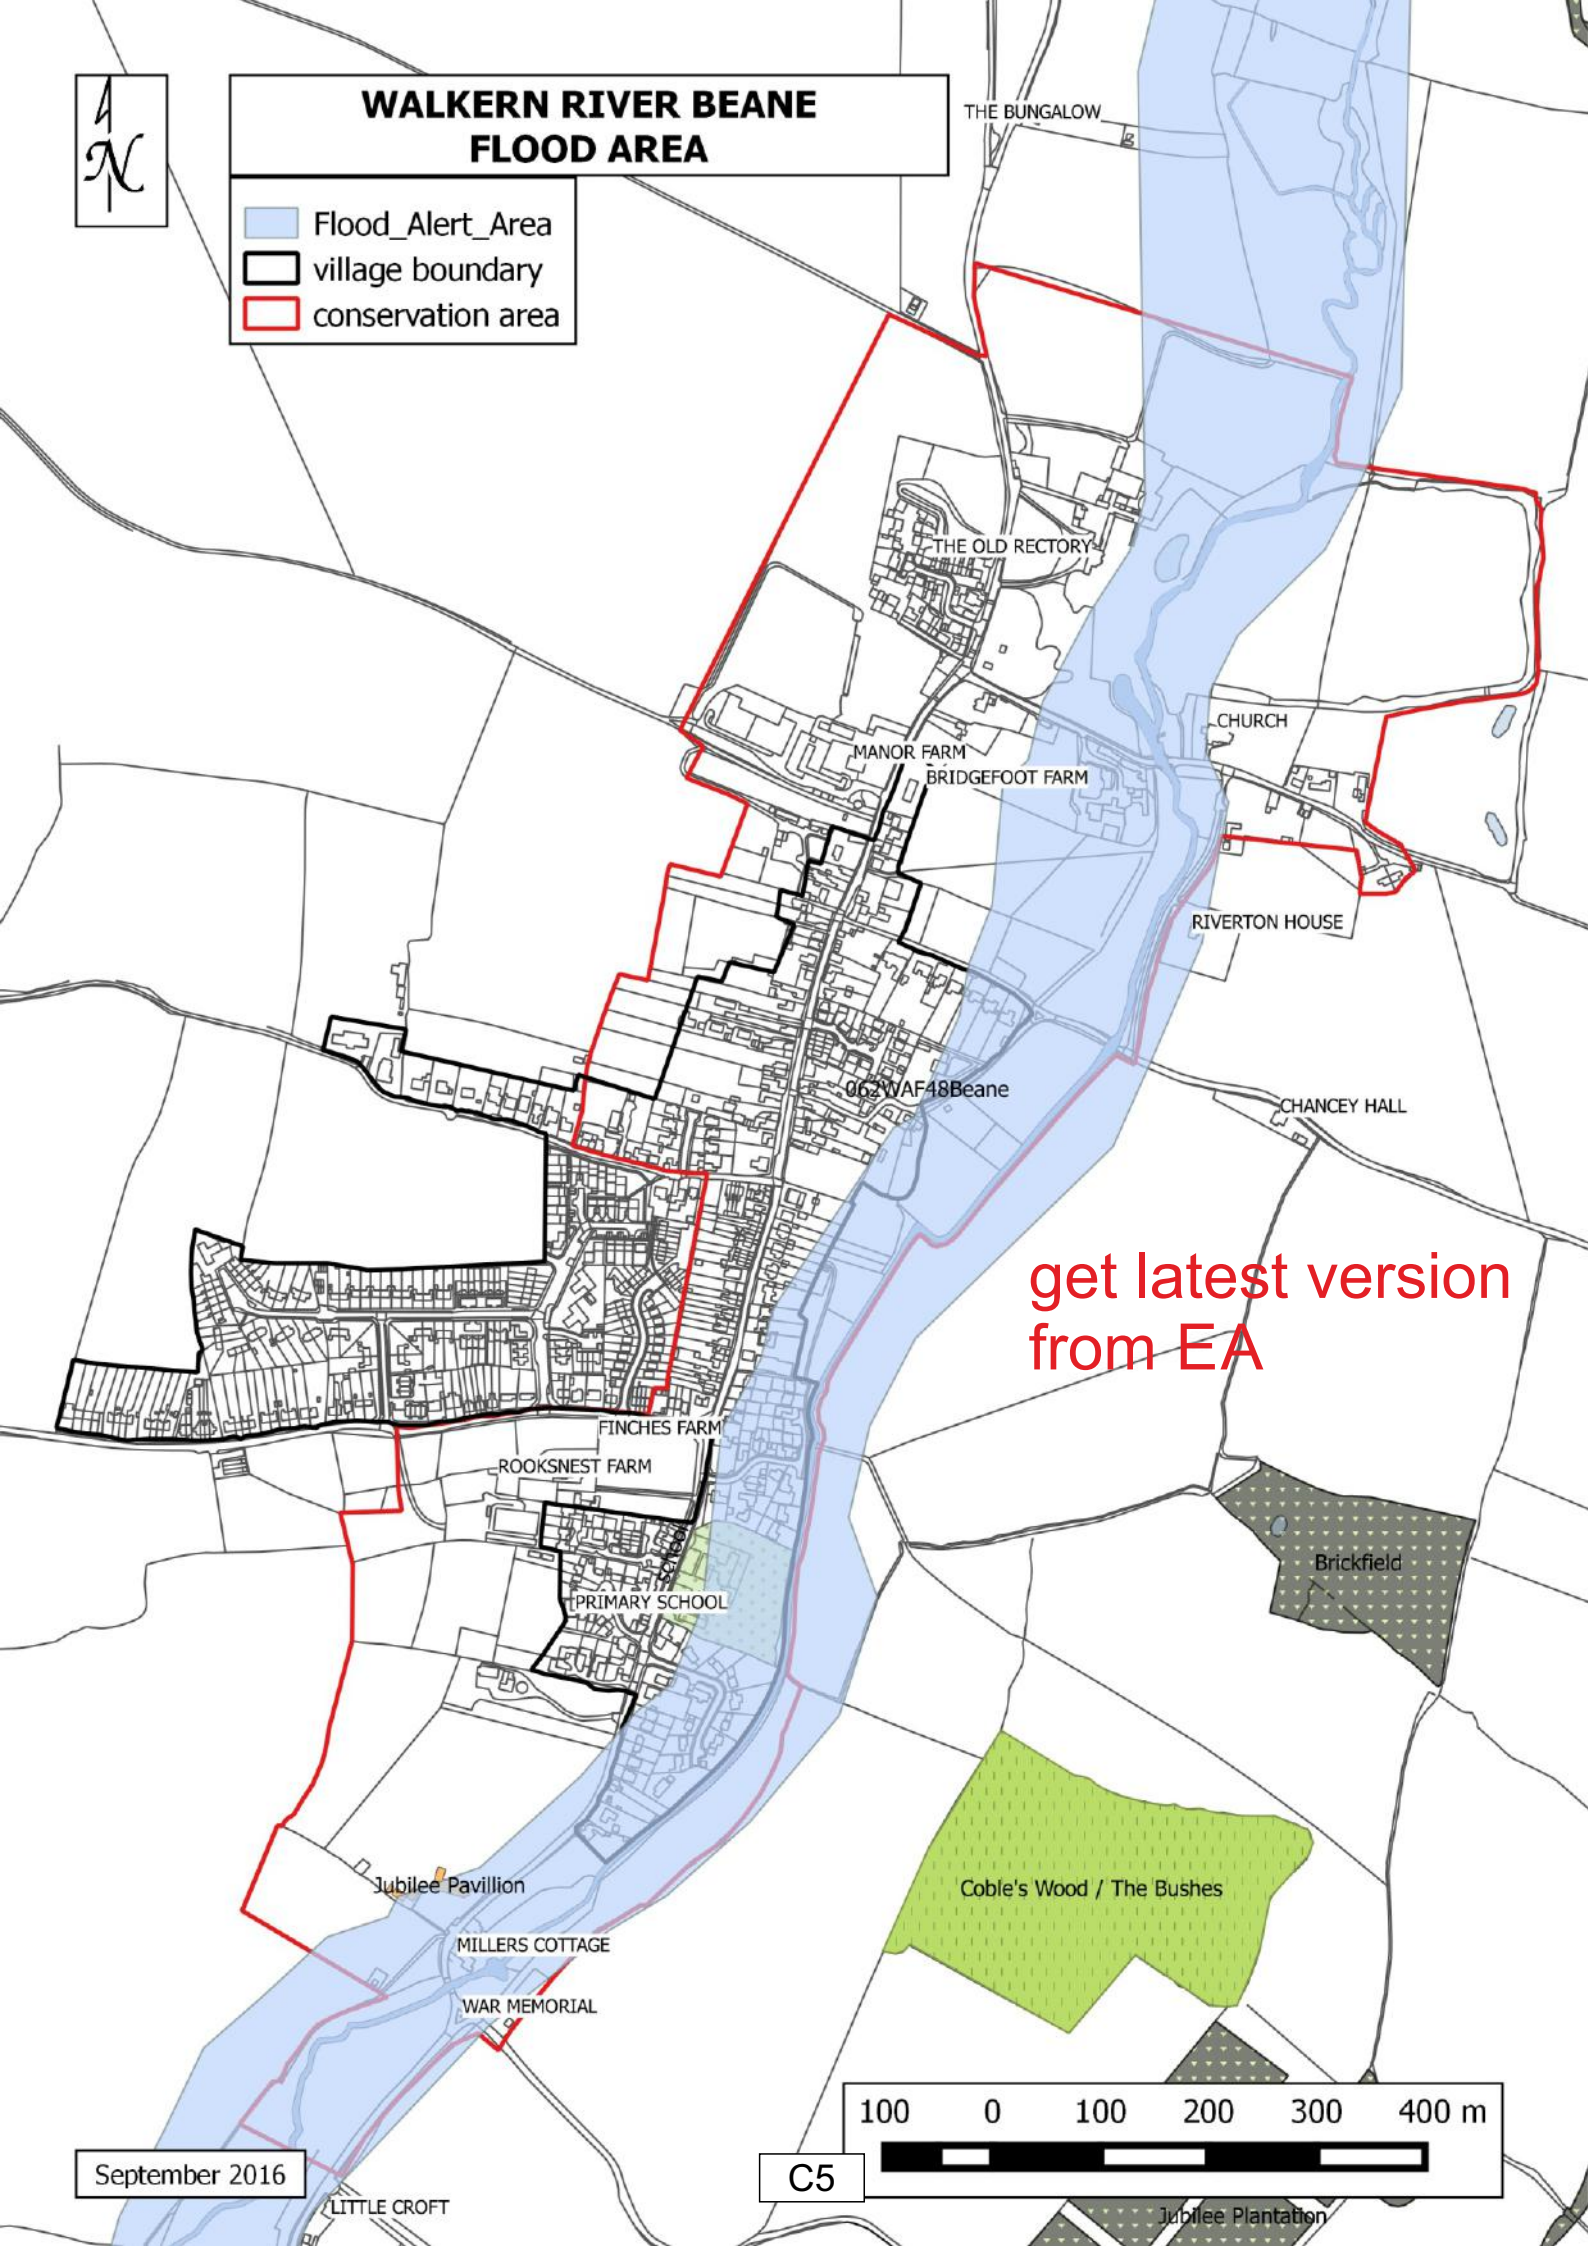 WALKERN RIVER BEANE
FLOOD AREA
N
Flood_Alert_Area
village boundary
conservation area
THE BUNGALOW
THE OLD RECTORY
CHURCH
MANOR FARM
BRIDGEFOOT FARM
RIVERTON HOUSE
062WAF48Beane
CHANCEY HALL
get latest version
from EA
FINCHES FARM
ROOKSNEST FARM
school
PRIMARY SCHOOL
Brickfield
Jubilee Pavillion
Coble's Wood / The Bushes
MILLERS COTTAGE
WAR MEMORIAL
100 0 100 200 300 400 m
September 2016
C5
LITTLE CROFT
Jubilee Plantation